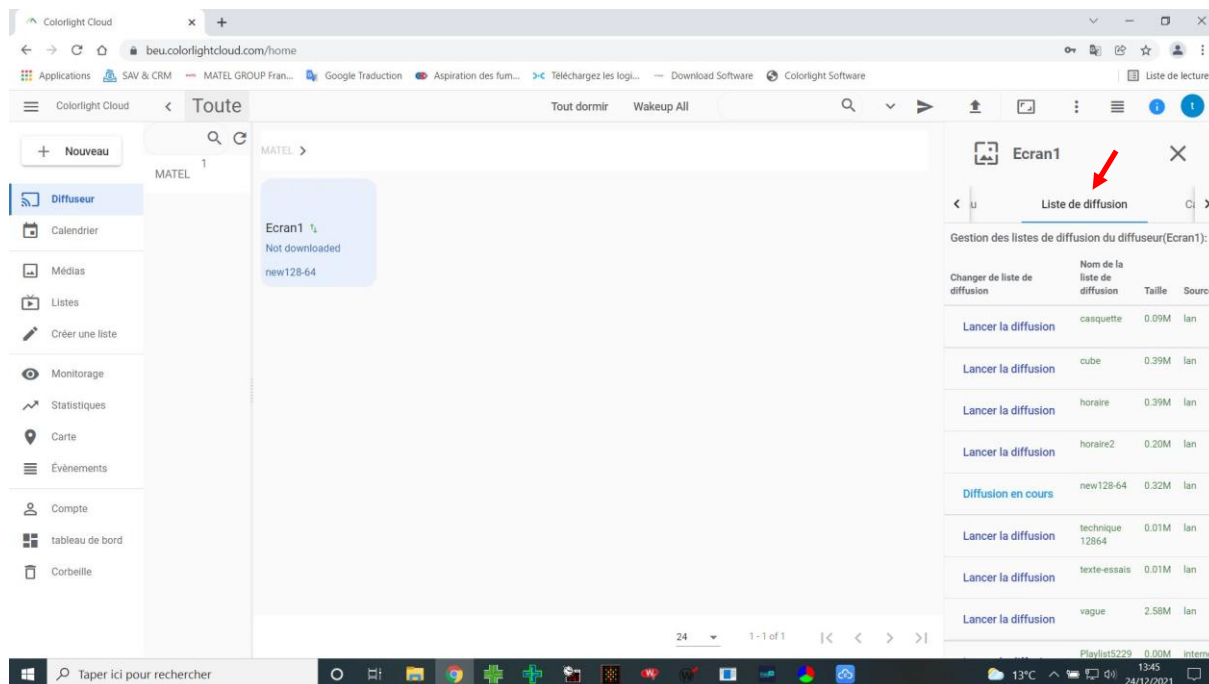 Colorlight Cloud
beu.colorlightcloud.com/home
Applications SAV & CRM MATEL GROUP Fran... Google Traduction Aspiration des fum... Téléchargez les logi... Download Software Colorlight Software Liste de lecture
Colorlight Cloud Toute Tout dormir Wakeup All i t
+ Nouveau
Diffuseur
Calendrier
Médias
Listes
Créer une liste
Monitorage
Statistiques
Carte
Évènements
Compte
tableau de bord
Corbeille
MATEL 1
MATEL >
Ecran1
Not downloaded
new128-64
24 1 - 1 of 1
Ecran1
u Liste de diffusion
Gestion des listes de diffusion du diffuseur(Ecran1):
Changer de liste de diffusion Nom de la liste de diffusion Taille Sourc
Lancer la diffusion casquette 0.09M lan
Lancer la diffusion cube 0.39M lan
Lancer la diffusion horaire 0.39M lan
Lancer la diffusion horaire2 0.20M lan
Diffusion en cours new128-64 0.32M lan
Lancer la diffusion technique 12864 0.01M lan
Lancer la diffusion texte-essais 0.01M lan
Lancer la diffusion vague 2.58M lan
Playlist5229 0.00M intern
Taper ici pour rechercher
13°C
13:45
24/12/2021